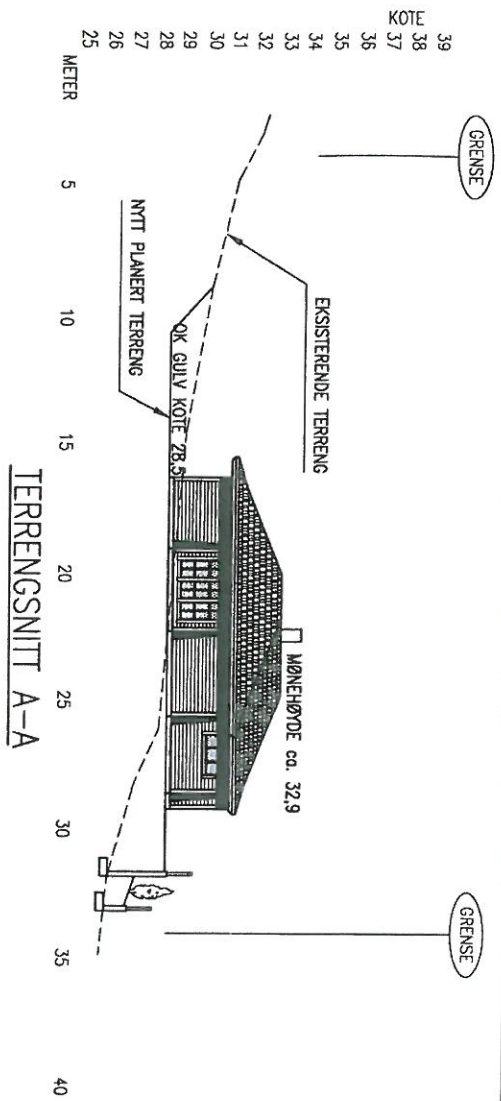 KOTE
39
38
37
36
35
34
33
32
31
30
29
28
27
26
25
METER
5
10
15
20
25
30
35
40
GRENSE
GRENSE
EKSISTERENDE TERRENG
MØNEHØYDE ca. 32,9
OK GULV KOTE 28,5
NYTT PLANERT TERRENG
TERRENGSNITT A-A